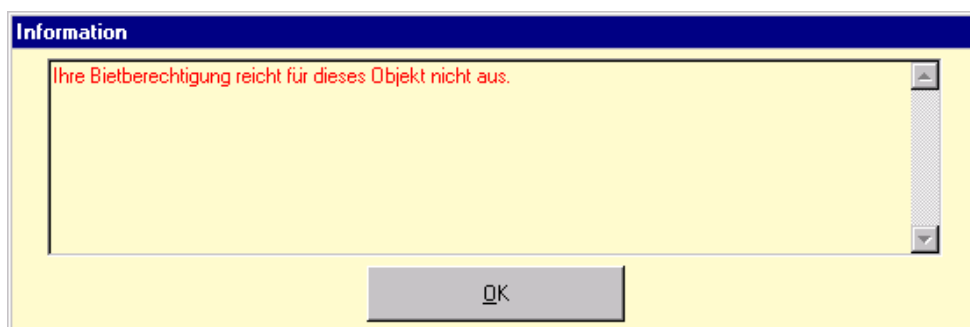 Information
Ihre Bietberechtigung reicht für dieses Objekt nicht aus.
OK